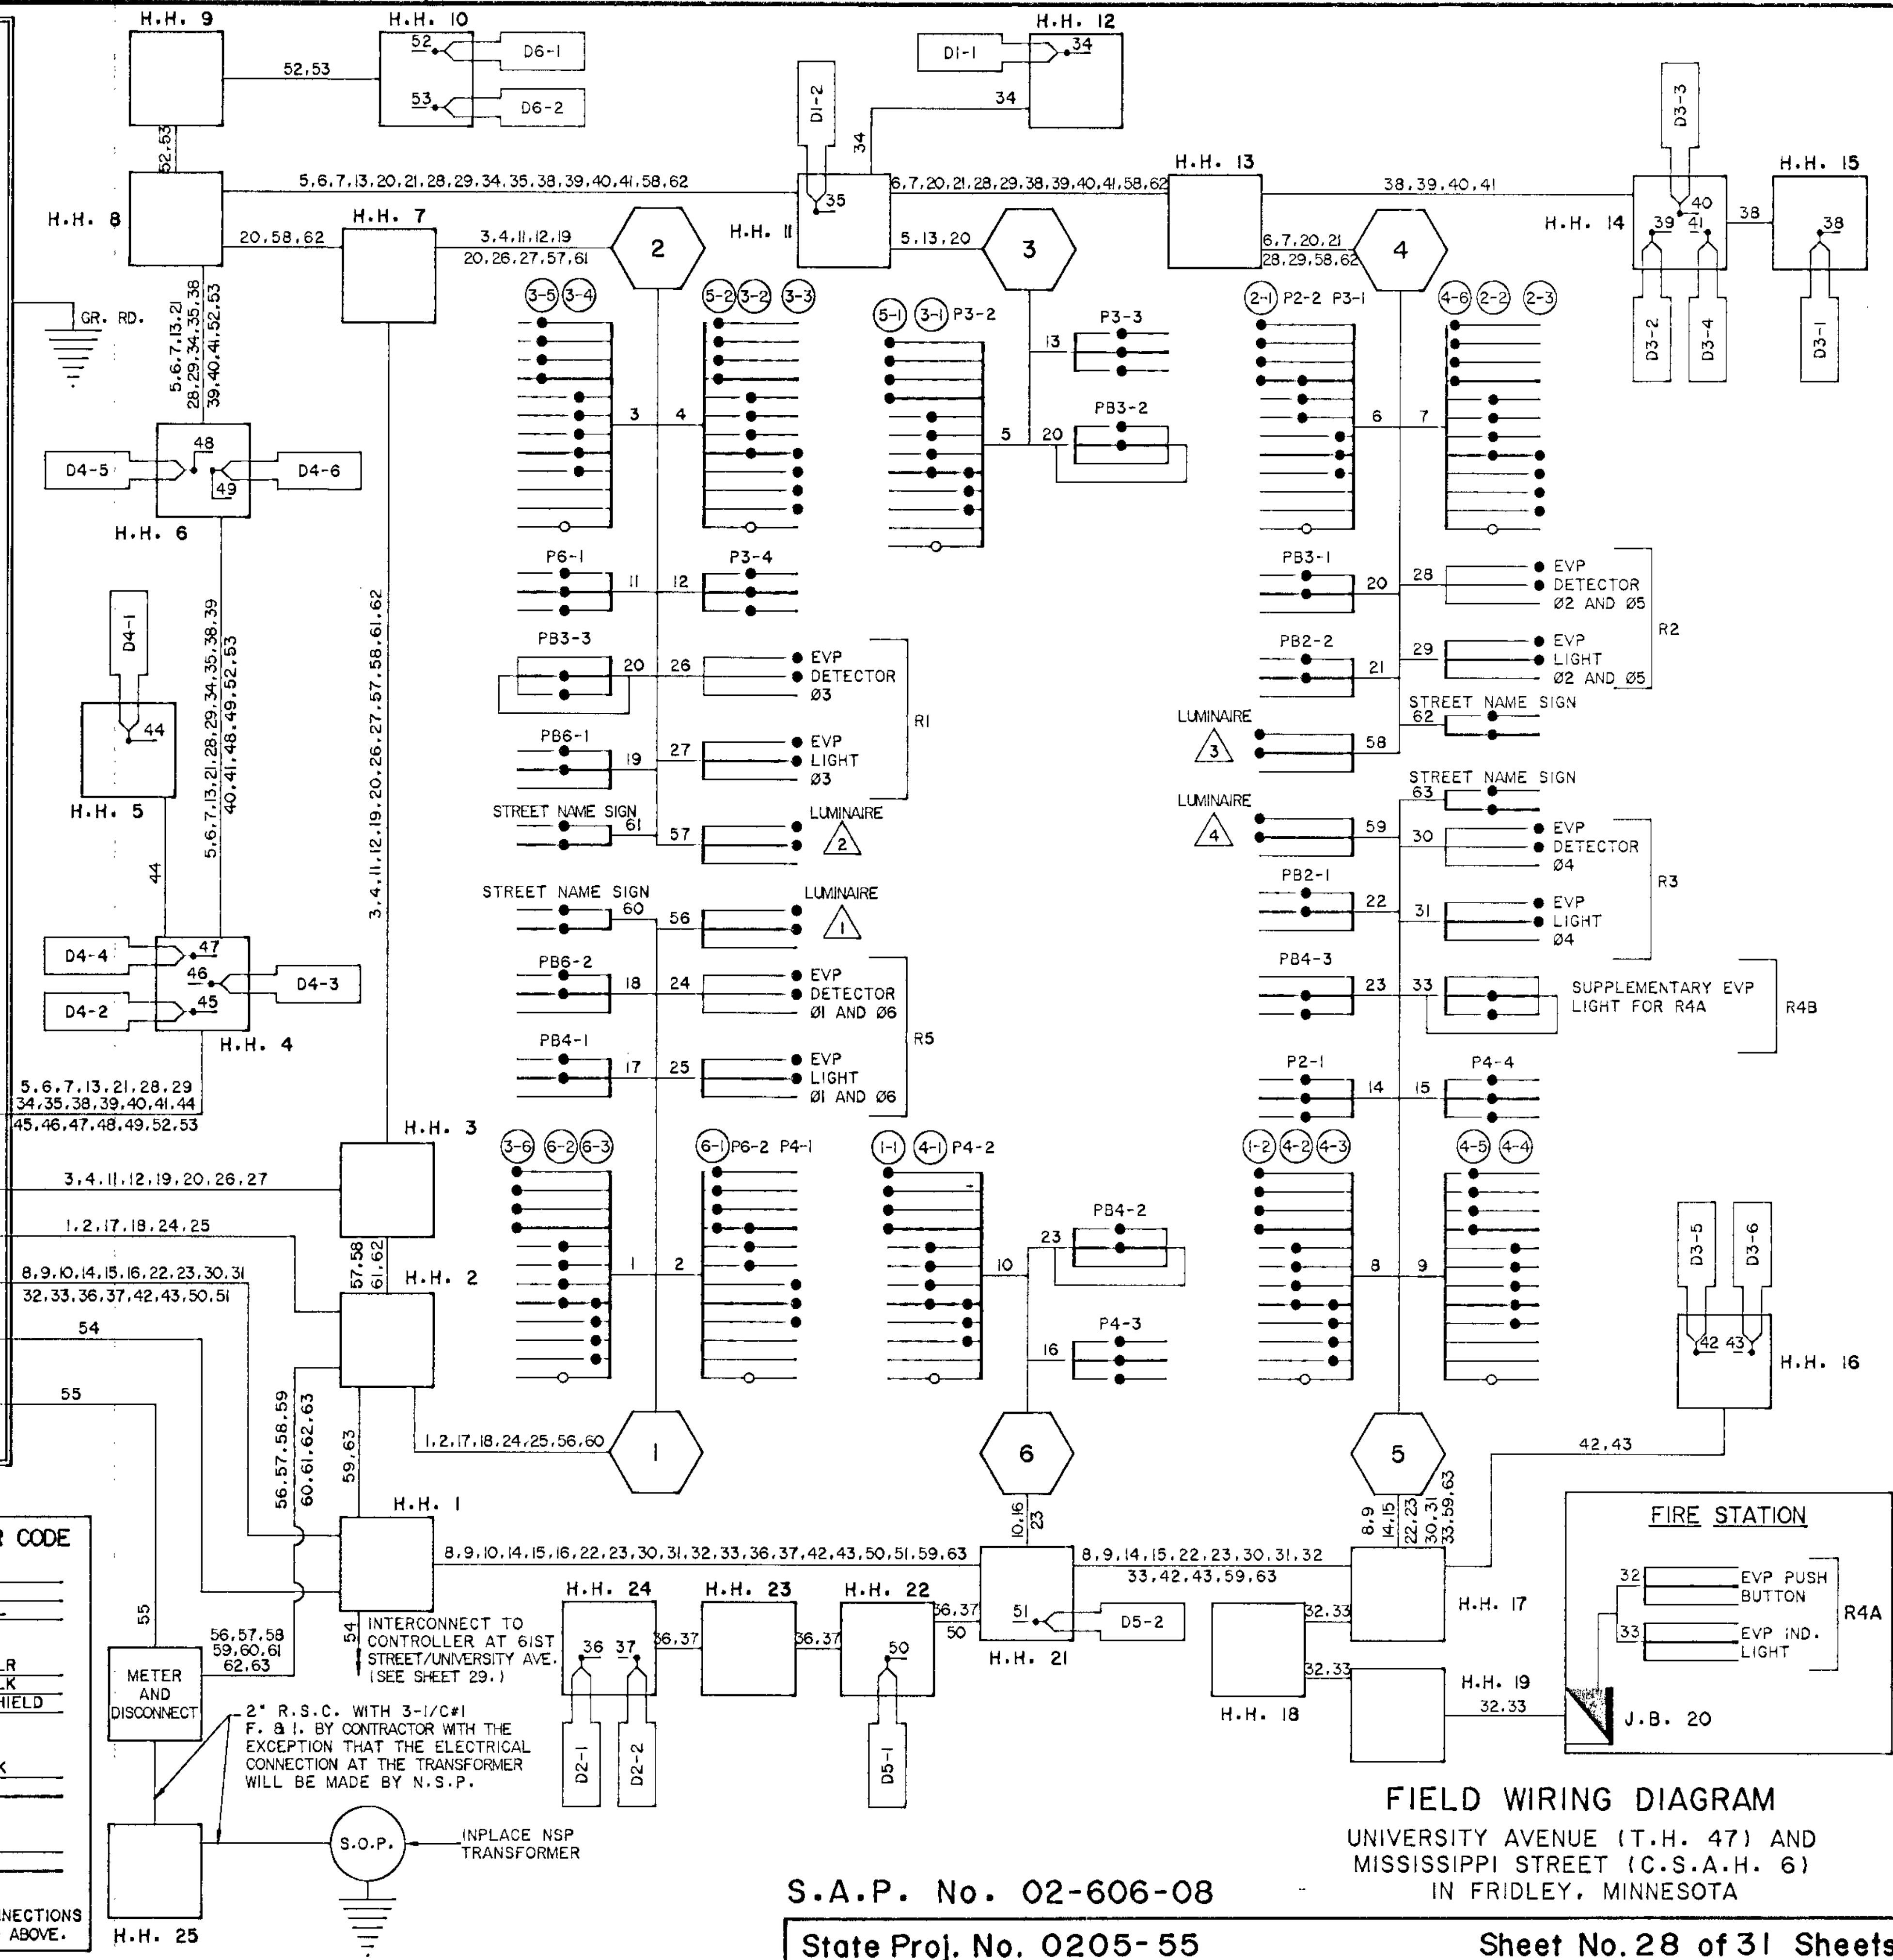 H.H. 9
H.H. 10
H.H. 12
52
D6-1
53
D6-2
52,53
52,53
D1-1
34
34
34
D1-2
35
D3-3
H.H. 8
5,6,7,13,20,21,28,29,34,35,38,39,40,41,58,62
H.H. 11
6,7,20,21,28,29,38,39,40,41,58,62
H.H. 13
38,39,40,41
H.H. 14
39
40
41
38
H.H. 15
38
D3-2
D3-4
D3-1
20,58,62
H.H. 7
3,4,11,12,19
20,26,27,57,61
2
5,13,20
3
6,7,20,21
28,29,58,62
4
GR. RD.
5,6,7,13,21
28,29,34,35,38
39,40,41,52,53
3-5
3-4
5-2
3-2
3-3
5-1
3-1
P3-2
P3-3
13
PB3-2
5
20
2-1
P2-2
P3-1
4-6
2-2
2-3
3
4
6
7
D4-5
48
49
D4-6
H.H. 6
P6-1
11
12
P3-4
PB3-3
20
26
EVP
DETECTOR
Ø3
R1
PB6-1
19
27
EVP
LIGHT
Ø3
STREET NAME SIGN
61
57
LUMINAIRE
2
PB3-1
20
28
EVP
DETECTOR
Ø2 AND Ø5
R2
PB2-2
21
29
EVP
LIGHT
Ø2 AND Ø5
STREET NAME SIGN
62
LUMINAIRE
3
58
D4-1
44
H.H. 5
44
5,6,7,13,21,28,29,34,35,38,39
40,41,48,49,52,53
3,4,11,12,19,20,26,27,57,58,61,62
STREET NAME SIGN
63
LUMINAIRE
4
59
30
EVP
DETECTOR
Ø4
R3
PB2-1
22
31
EVP
LIGHT
Ø4
PB4-3
23
33
SUPPLEMENTARY EVP
LIGHT FOR R4A
R4B
STREET NAME SIGN
60
56
LUMINAIRE
1
PB6-2
18
24
EVP
DETECTOR
Ø1 AND Ø6
R5
PB4-1
17
25
EVP
LIGHT
Ø1 AND Ø6
D4-4
47
46
D4-3
D4-2
45
H.H. 4
5,6,7,13,21,28,29
34,35,38,39,40,41,44
45,46,47,48,49,52,53
P2-1
14
15
P4-4
H.H. 3
3,4,11,12,19,20,26,27
1,2,17,18,24,25
57,58
61,62
H.H. 2
8,9,10,14,15,16,22,23,30,31
32,33,36,37,42,43,50,51
54
55
3-6
6-2
6-3
6-1
P6-2
P4-1
1
2
1-1
4-1
P4-2
10
PB4-2
23
P4-3
16
1-2
4-2
4-3
4-5
4-4
8
9
D3-5
D3-6
42
43
H.H. 16
42,43
56,57,58,59
60,61,62,63
59,63
1,2,17,18,24,25,56,60
1
6
5
10,16
23
8,9
14,15
22,23
30,31
33,59,63
H.H. 1
R CODE
8,9,10,14,15,16,22,23,30,31,32,33,36,37,42,43,50,51,59,63
8,9,14,15,22,23,30,31,32
33,42,43,59,63
H.H. 24
H.H. 23
H.H. 22
51
D5-2
H.H. 21
H.H. 17
55
56,57,58
59,60,61
62,63
54
INTERCONNECT TO
CONTROLLER AT 61ST
STREET/UNIVERSITY AVE.
(SEE SHEET 29.)
36
37
36,37
36,37
50
36,37
50
D2-1
D2-2
D5-1
32,33
32,33
H.H. 18
H.H. 19
32,33
FIRE STATION
32
EVP PUSH
BUTTON
33
EVP IND.
LIGHT
R4A
J.B. 20
METER
AND
DISCONNECT
LR
LK
HIELD
K
2" R.S.C. WITH 3-1/C#1
F. & I. BY CONTRACTOR WITH THE
EXCEPTION THAT THE ELECTRICAL
CONNECTION AT THE TRANSFORMER
WILL BE MADE BY N.S.P.
S.O.P.
INPLACE NSP
TRANSFORMER
H.H. 25
NNECTIONS
ABOVE.
FIELD WIRING DIAGRAM
UNIVERSITY AVENUE (T.H. 47) AND
MISSISSIPPI STREET (C.S.A.H. 6)
IN FRIDLEY, MINNESOTA
S.A.P. No. 02-606-08
State Proj. No. 0205-55
Sheet No. 28 of 31 Sheets